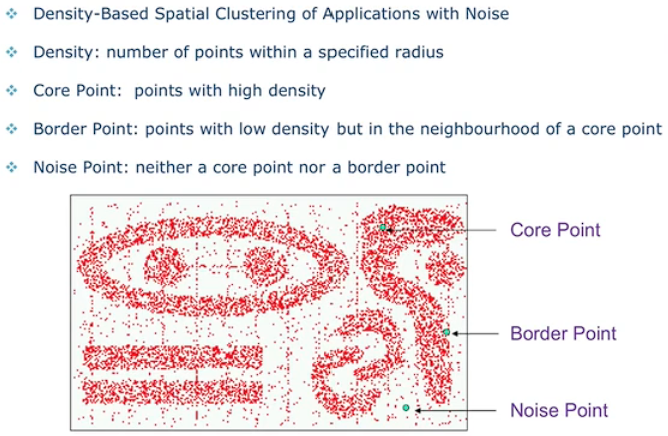 Density-Based Spatial Clustering of Applications with Noise
Density: number of points within a specified radius
Core Point: points with high density
Border Point: points with low density but in the neighbourhood of a core point
Noise Point: neither a core point nor a border point
Core Point
Border Point
Noise Point